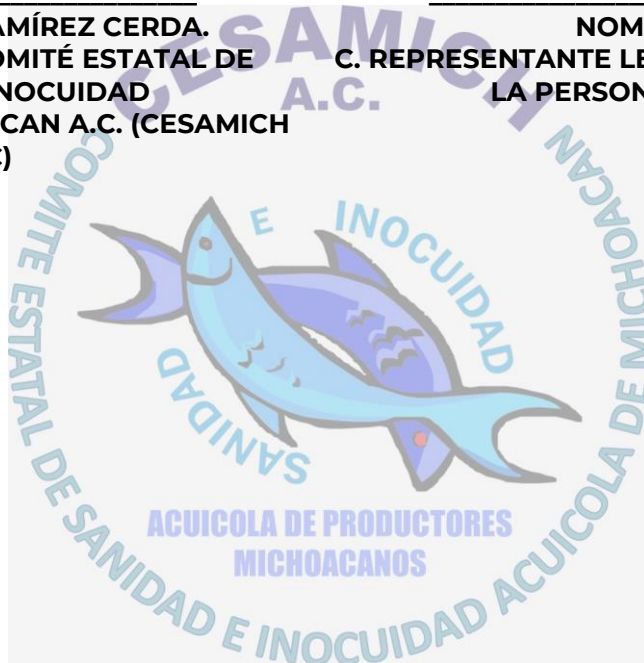 AMÍREZ CERDA.
OMITÉ ESTATAL DE
NOCUIDAD
CAN A.C. (CESAMICH
C)
NOM
C. REPRESENTANTE LE
LA PERSON
CESAMICH
A.C.
COMITE ESTATAL DE SANIDAD E INOCUIDAD ACUICOLA DE MICHOACAN
SANIDAD
E INOCUIDAD
ACUICOLA DE PRODUCTORES
MICHOACANOS